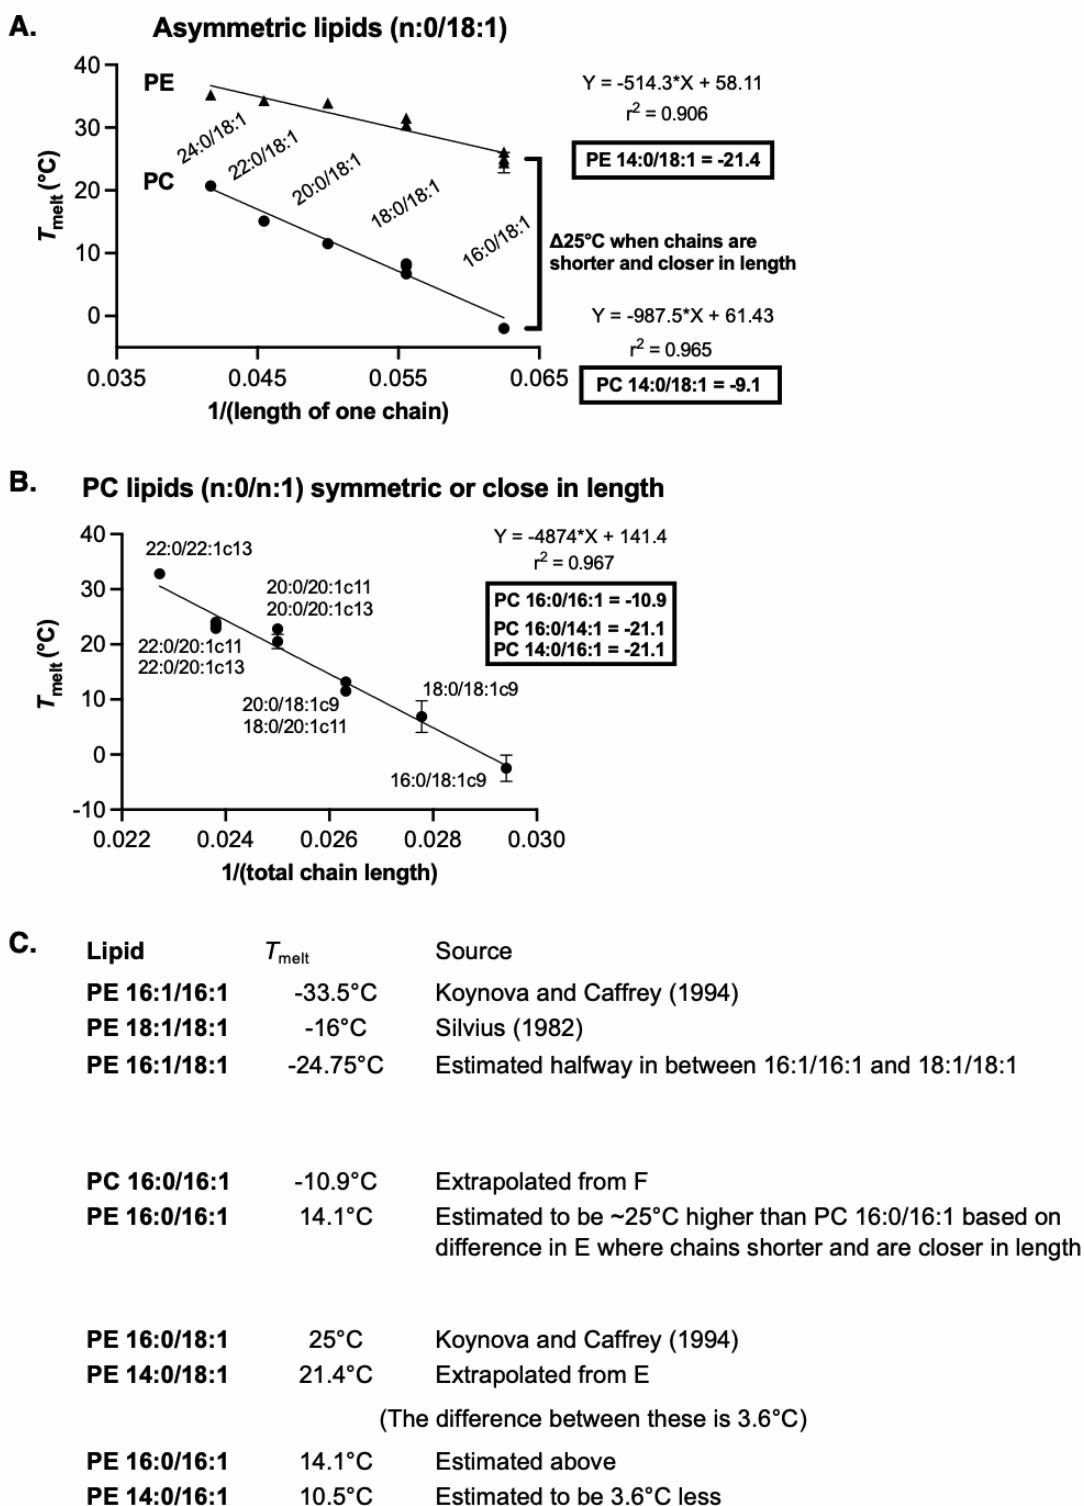 A.
Asymmetric lipids (n:0/18:1)
40
30
20
10
0
Tmelt (°C)
PE
PC
24:0/18:1
22:0/18:1
20:0/18:1
18:0/18:1
16:0/18:1
0.035
0.045
0.055
0.065
1/(length of one chain)
Y = -514.3*X + 58.11
r2 = 0.906
PE 14:0/18:1 = -21.4
Δ25°C when chains are
shorter and closer in length
Y = -987.5*X + 61.43
r2 = 0.965
PC 14:0/18:1 = -9.1
B.
PC lipids (n:0/n:1) symmetric or close in length
40
30
20
10
0
-10
Tmelt (°C)
22:0/22:1c13
20:0/20:1c11
20:0/20:1c13
22:0/20:1c11
22:0/20:1c13
20:0/18:1c9
18:0/20:1c11
18:0/18:1c9
16:0/18:1c9
0.022
0.024
0.026
0.028
0.030
1/(total chain length)
Y = -4874*X + 141.4
r2 = 0.967
PC 16:0/16:1 = -10.9
PC 16:0/14:1 = -21.1
PC 14:0/16:1 = -21.1
C.
Lipid Tmelt Source
PE 16:1/16:1 -33.5°C Koynova and Caffrey (1994)
PE 18:1/18:1 -16°C Silvius (1982)
PE 16:1/18:1 -24.75°C Estimated halfway in between 16:1/16:1 and 18:1/18:1
PC 16:0/16:1 -10.9°C Extrapolated from F
PE 16:0/16:1 14.1°C Estimated to be ~25°C higher than PC 16:0/16:1 based on
difference in E where chains shorter and are closer in length
PE 16:0/18:1 25°C Koynova and Caffrey (1994)
PE 14:0/18:1 21.4°C Extrapolated from E
(The difference between these is 3.6°C)
PE 16:0/16:1 14.1°C Estimated above
PE 14:0/16:1 10.5°C Estimated to be 3.6°C less